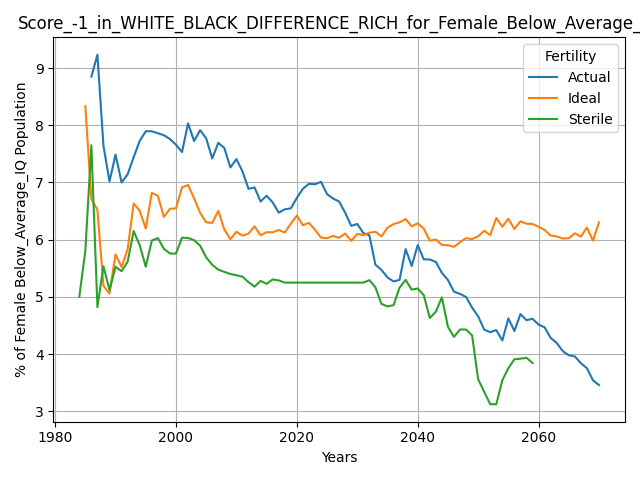 Score_-1_in_WHITE_BLACK_DIFFERENCE_RICH_for_Female_Below_Average_
Fertility
Actual
Ideal
Sterile
% of Female Below_Average_IQ Population
9
8
7
6
5
4
3
1980
2000
2020
2040
2060
Years